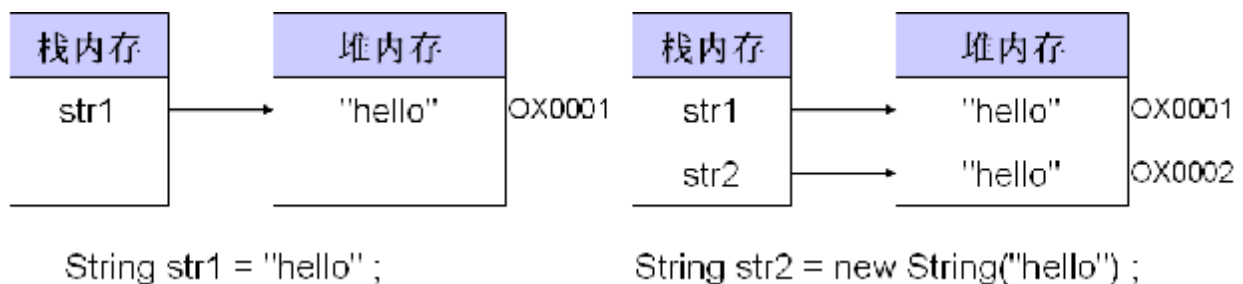 栈内存 堆内存 栈内存 堆内存
str1 "hello" OX0001 str1 "hello" OX0001
str2 "hello" OX0002
String str1 = "hello" ; String str2 = new String("hello") ;